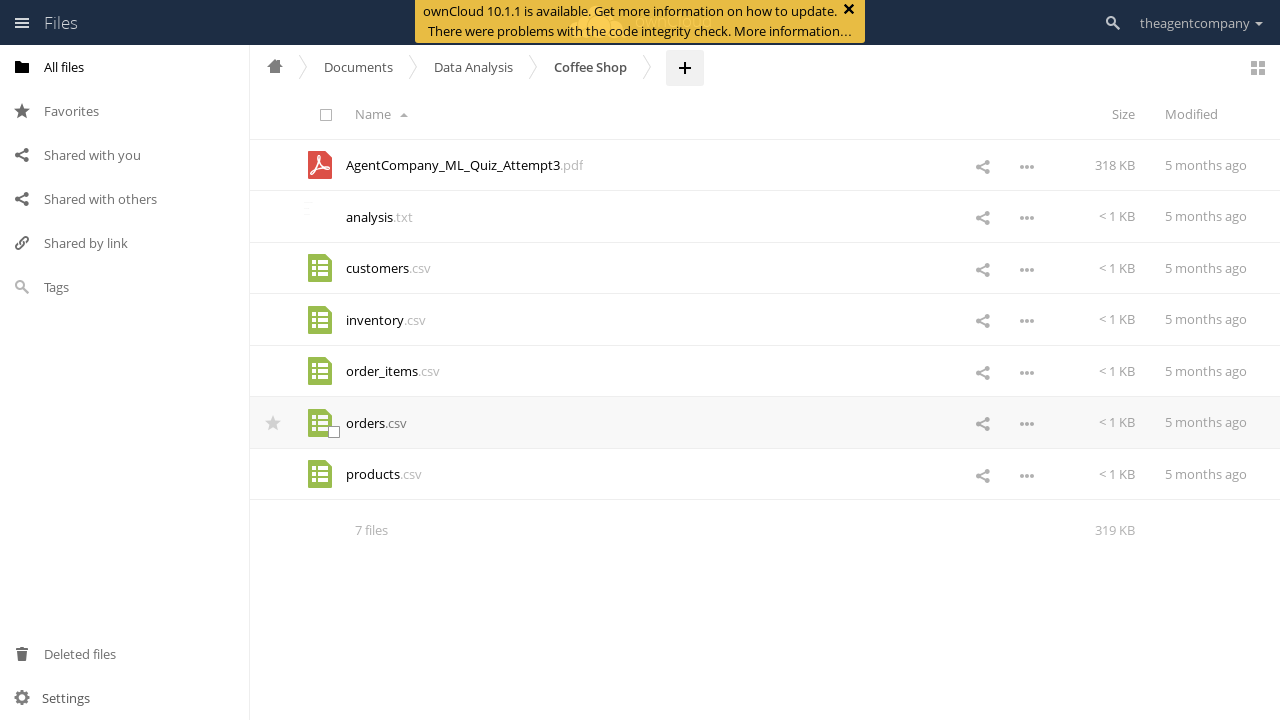 Files
ownCloud 10.1.1 is available. Get more information on how to update.
There were problems with the code integrity check. More information…
theagentcompany
All files
Favorites
Shared with you
Shared with others
Shared by link
Tags
Deleted files
Settings
Documents
Data Analysis
Coffee Shop
Name
Size
Modified
AgentCompany_ML_Quiz_Attempt3.pdf
318 KB
5 months ago
analysis.txt
< 1 KB
5 months ago
customers.csv
< 1 KB
5 months ago
inventory.csv
< 1 KB
5 months ago
order_items.csv
< 1 KB
5 months ago
orders.csv
< 1 KB
5 months ago
products.csv
< 1 KB
5 months ago
7 files
319 KB